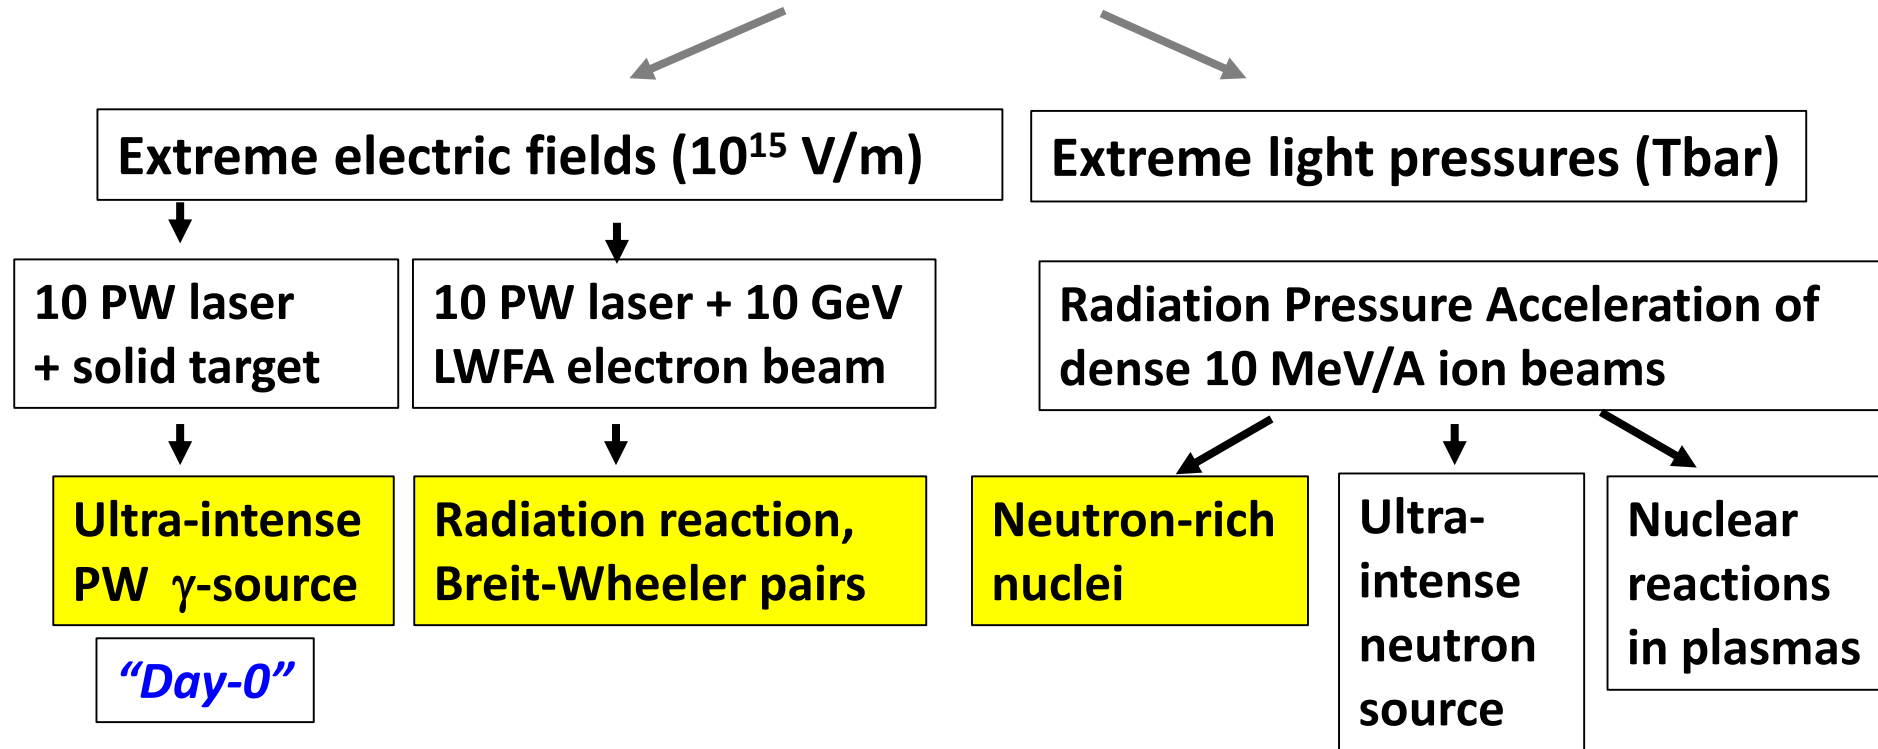 Extreme electric fields (10¹⁵ V/m)
Extreme light pressures (Tbar)
10 PW laser
+ solid target
10 PW laser + 10 GeV
LWFA electron beam
Radiation Pressure Acceleration of
dense 10 MeV/A ion beams
Ultra-intense
PW γ-source
Radiation reaction,
Breit-Wheeler pairs
Neutron-rich
nuclei
Ultra-
intense
neutron
source
Nuclear
reactions
in plasmas
“Day-0”